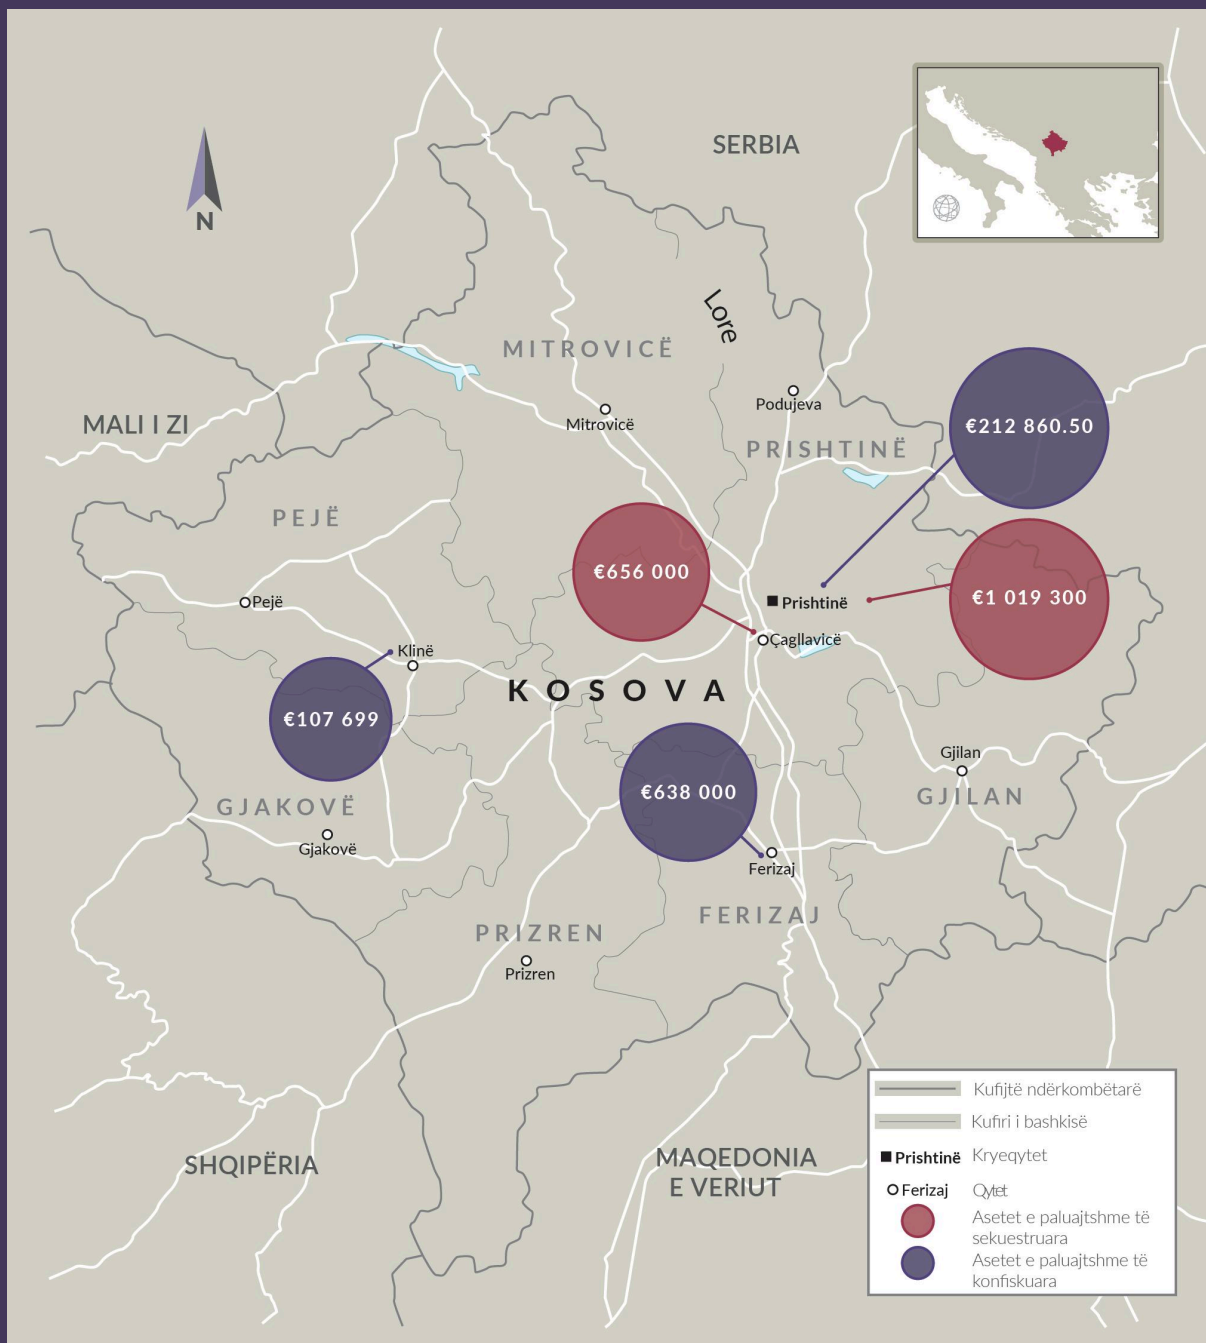 SERBIA
N
Lore
MITROVICË
MALI I ZI
Podujeva
Mitrovicë
€212 860.50
PRISHTINË
PEJË
€656 000
€1 019 300
Pejë
Prishtinë
Çagllavicë
Klinë
KOSOVA
€107 699
Gjilan
€638 000
GJILAN
GJAKOVË
Gjakovë
Ferizaj
FERIZAJ
PRIZREN
Prizren
Kufijtë ndërkombëtarë
Kufiri i bashkisë
Prishtinë Kryeqytet
Ferizaj Qytet
Asetet e paluajtshme të
sekuestruara
Asetet e paluajtshme të
konfiskuara
SHQIPËRIA
MAQEDONIA
E VERIUT